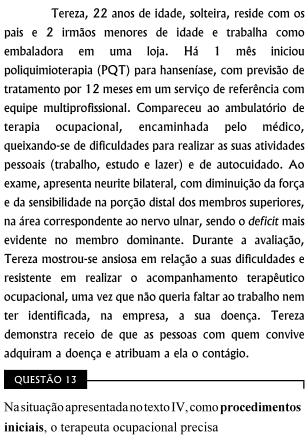 Tereza, 22 anos de idade, solteira, reside com os
pais e 2 irmãos menores de idade e trabalha como
embaladora em uma loja. Há 1 mês iniciou
poliquimioterapia (PQT) para hanseníase, com previsão de
tratamento por 12 meses em um serviço de referência com
equipe multiprofissional. Compareceu ao ambulatório de
terapia ocupacional, encaminhada pelo médico,
queixando-se de dificuldades para realizar as suas atividades
pessoais (trabalho, estudo e lazer) e de autocuidado. Ao
exame, apresenta neurite bilateral, com diminuição da força
e da sensibilidade na porção distal dos membros superiores,
na área correspondente ao nervo ulnar, sendo o deficit mais
evidente no membro dominante. Durante a avaliação,
Tereza mostrou-se ansiosa em relação a suas dificuldades e
resistente em realizar o acompanhamento terapêutico
ocupacional, uma vez que não queria faltar ao trabalho nem
ter identificada, na empresa, a sua doença. Tereza
demonstra receio de que as pessoas com quem convive
adquiram a doença e atribuam a ela o contágio.
QUESTÃO 13
Na situação apresentada no texto IV, como procedimentos
iniciais, o terapeuta ocupacional precisa